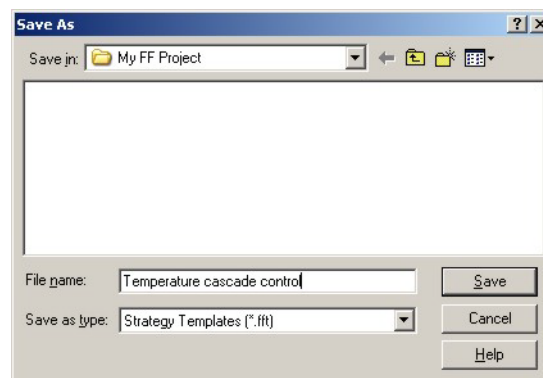 Save As
Save in: My FF Project
File name: Temperature cascade control
Save
Save as type: Strategy Templates (*.fft)
Cancel
Help